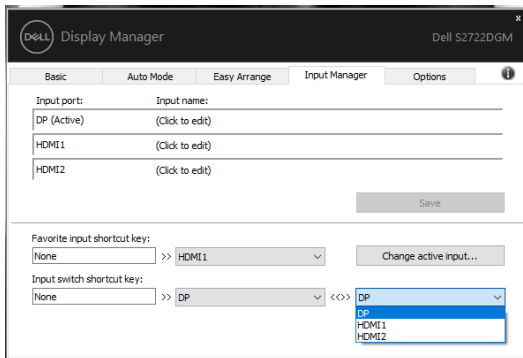 DELL Display Manager Dell S2722DGM x
Basic Auto Mode Easy Arrange Input Manager Options i
Input port: Input name:
DP (Active) (Click to edit)
HDMI1 (Click to edit)
HDMI2 (Click to edit)
Save
Favorite input shortcut key:
None >> HDMI1 Change active input...
Input switch shortcut key:
None >> DP <<>> DP
DP
HDMI1
HDMI2